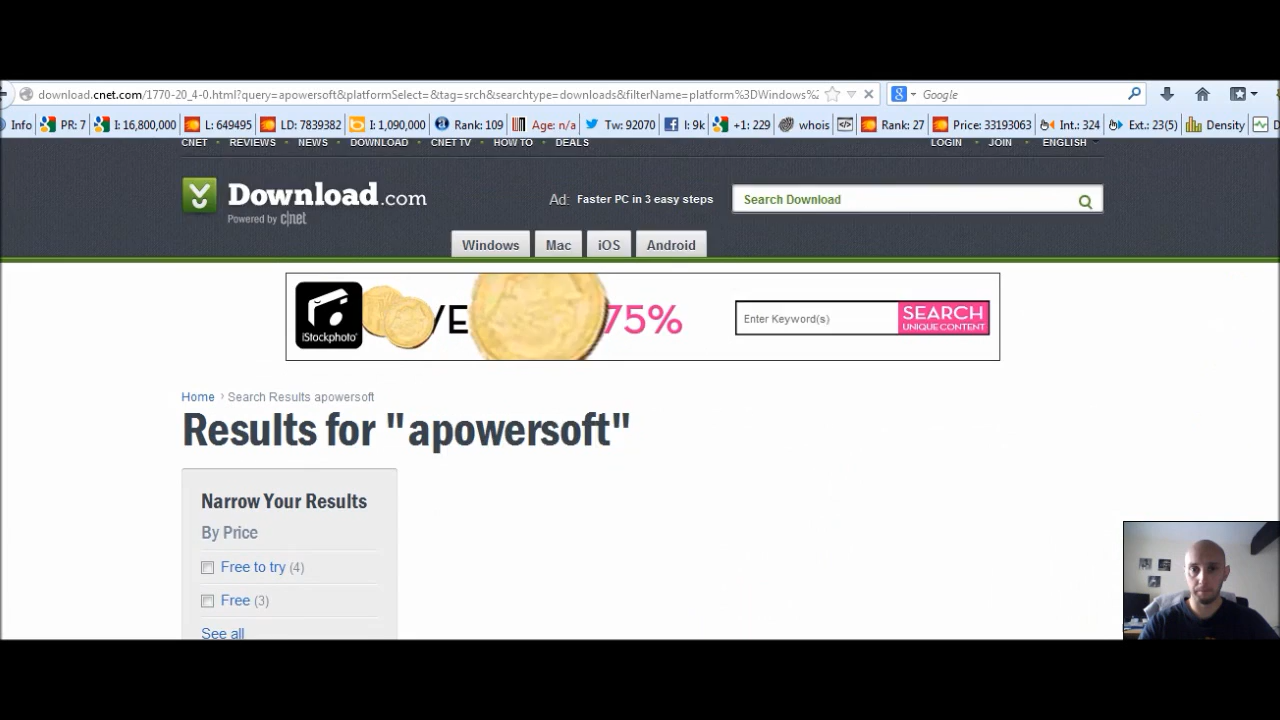 download.cnet.com/1770-20_4-0.html?query=apowersoft&platformSelect=&tag=srch&searchtype=downloads&filterName=platform%3DWindows%2
Google
Info PR: 7 I: 16,800,000 L: 649495 LD: 7839382 I: 1,090,000 Rank: 109 Age: n/a Tw: 92070 I: 9k +1: 229 whois Rank: 27 Price: 33193063 Int.: 324 Ext.: 23(5) Density
CNET REVIEWS NEWS DOWNLOAD CNET TV HOW TO DEALS LOGIN JOIN ENGLISH
Download.com
Powered by c|net
Ad: Faster PC in 3 easy steps
Search Download
Windows Mac iOS Android
iStockphoto
/E 75%
Enter Keyword(s)
SEARCH
UNIQUE CONTENT
Home › Search Results apowersoft
Results for "apowersoft"
Narrow Your Results
By Price
Free to try (4)
Free (3)
See all